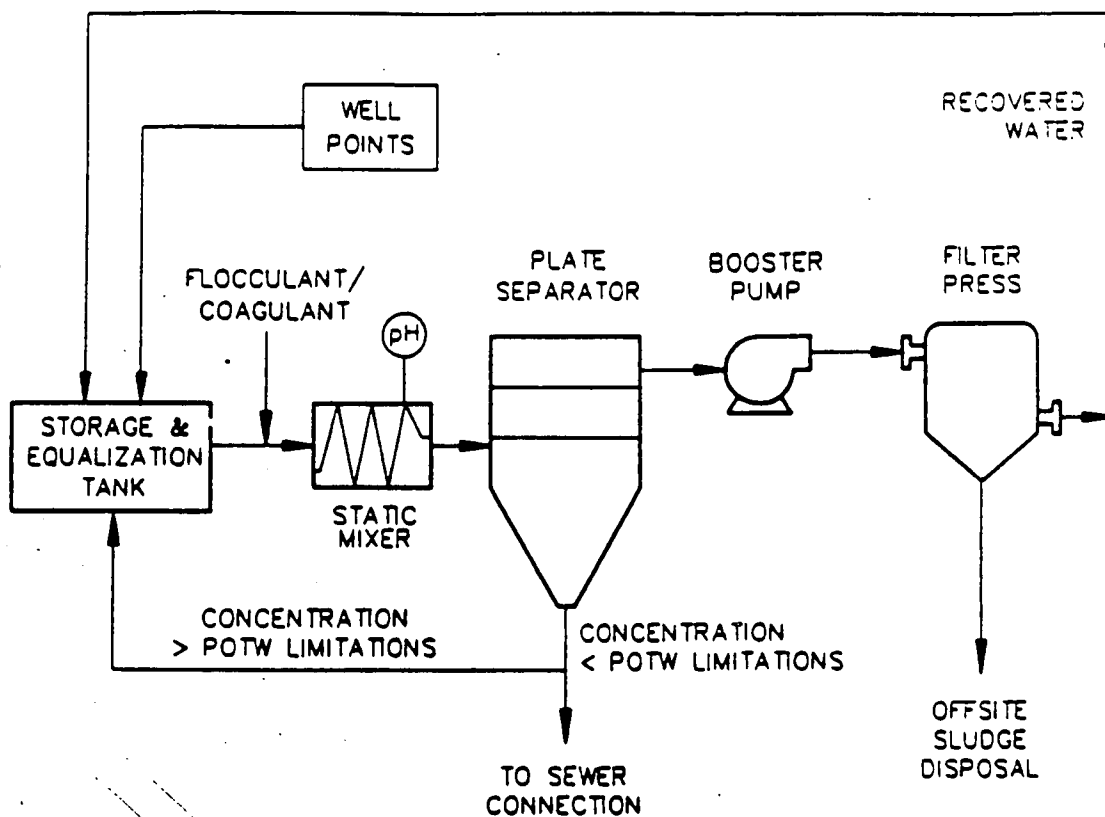 WELL
POINTS
RECOVERED
WATER
FLOCCULANT/
COAGULANT
pH
PLATE
SEPARATOR
BOOSTER
PUMP
FILTER
PRESS
STORAGE &
EQUALIZATION
TANK
STATIC
MIXER
CONCENTRATION
> POTW LIMITATIONS
CONCENTRATION
< POTW LIMITATIONS
OFFSITE
SLUDGE
DISPOSAL
TO SEWER
CONNECTION